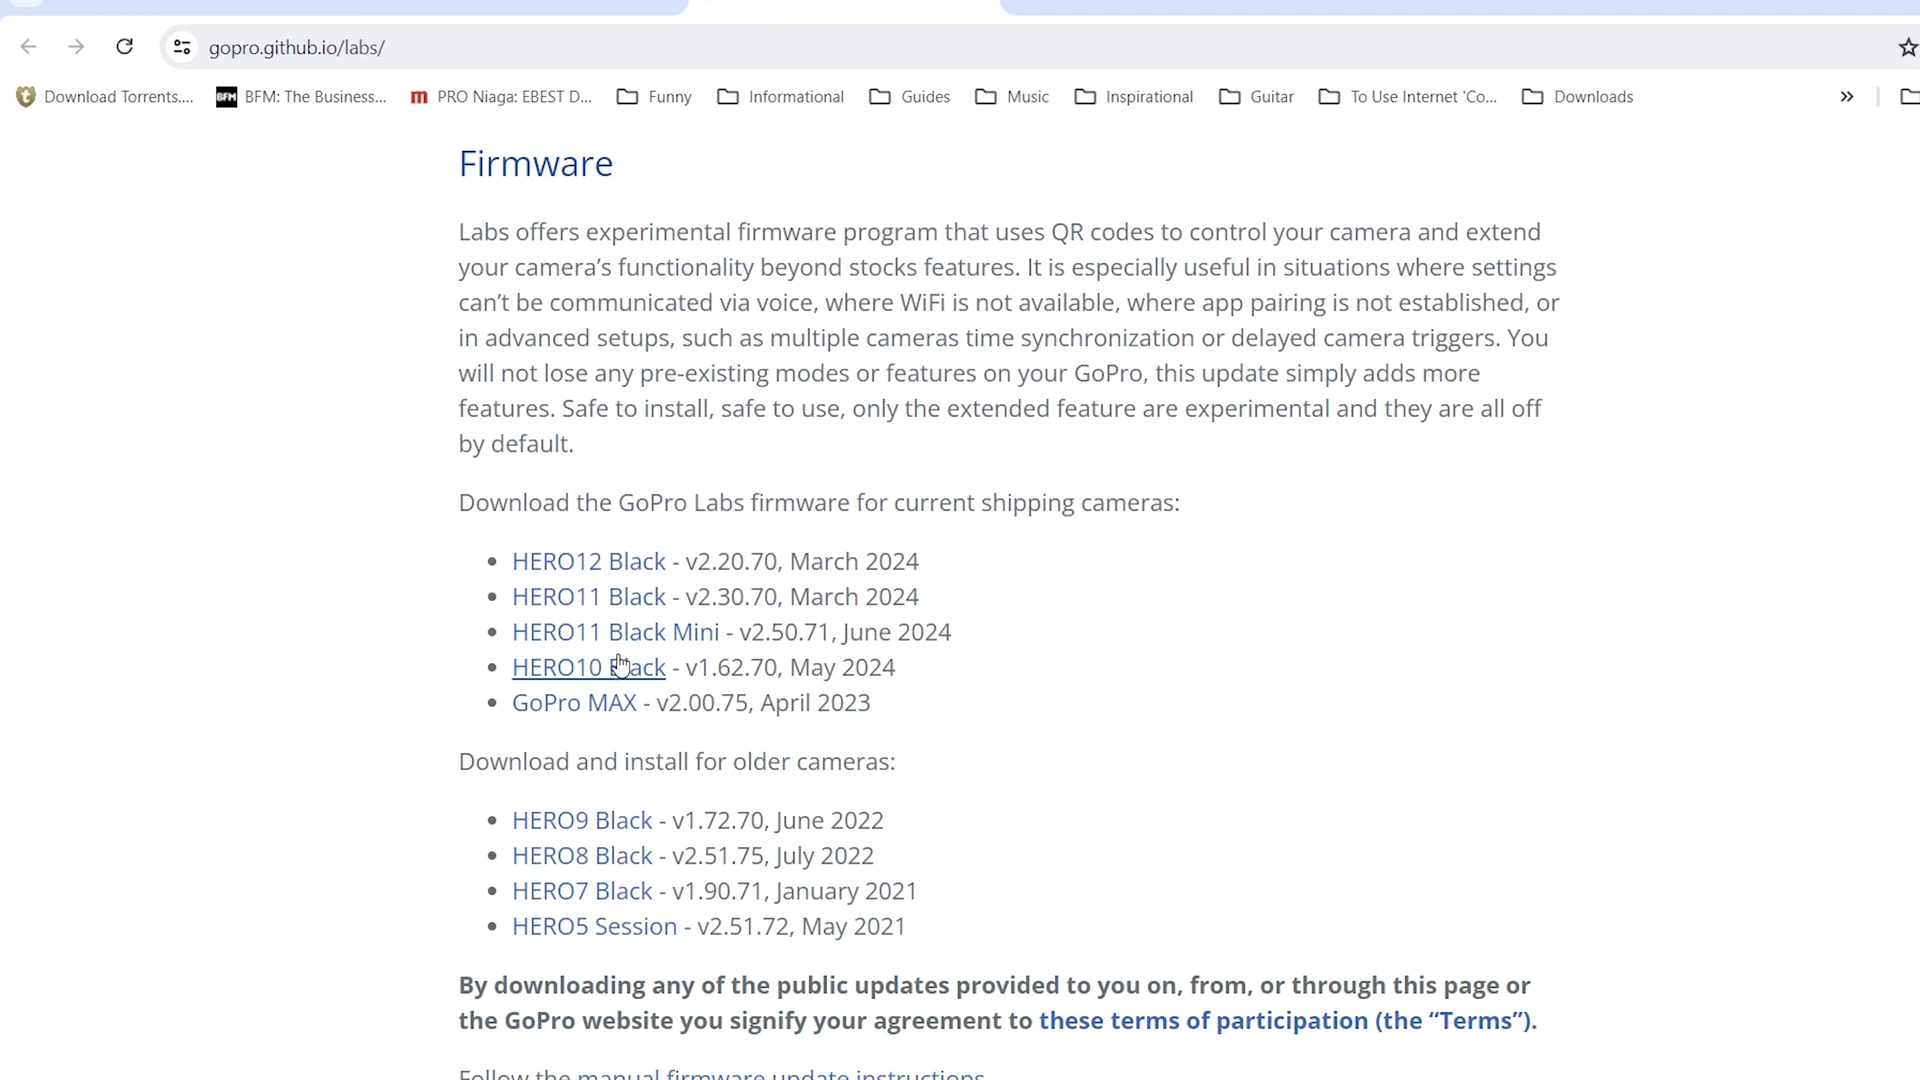 gopro.github.io/labs/
Download Torrents.... BFM BFM: The Business... m PRO Niaga: EBEST D... Funny Informational Guides Music Inspirational Guitar To Use Internet 'Co... Downloads »
Firmware
Labs offers experimental firmware program that uses QR codes to control your camera and extend
your camera’s functionality beyond stocks features. It is especially useful in situations where settings
can’t be communicated via voice, where WiFi is not available, where app pairing is not established, or
in advanced setups, such as multiple cameras time synchronization or delayed camera triggers. You
will not lose any pre-existing modes or features on your GoPro, this update simply adds more
features. Safe to install, safe to use, only the extended feature are experimental and they are all off
by default.
Download the GoPro Labs firmware for current shipping cameras:
• HERO12 Black - v2.20.70, March 2024
• HERO11 Black - v2.30.70, March 2024
• HERO11 Black Mini - v2.50.71, June 2024
• HERO10 Black - v1.62.70, May 2024
• GoPro MAX - v2.00.75, April 2023
Download and install for older cameras:
• HERO9 Black - v1.72.70, June 2022
• HERO8 Black - v2.51.75, July 2022
• HERO7 Black - v1.90.71, January 2021
• HERO5 Session - v2.51.72, May 2021
By downloading any of the public updates provided to you on, from, or through this page or
the GoPro website you signify your agreement to these terms of participation (the “Terms”).
Follow the manual firmware update instructions